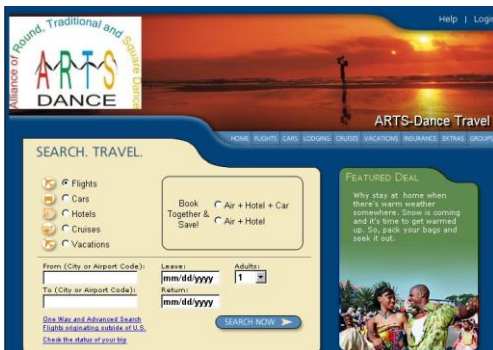 Help | Login
Alliance of Round, Traditional and Square Dance
ARTS
DANCE
ARTS-Dance Travel
HOME FLIGHTS CARS LODGING CRUISES VACATIONS INSURANCE EXTRAS GROUPS
SEARCH. TRAVEL.
Flights
Cars
Hotels
Cruises
Vacations
Book
Together &
Save!
Air + Hotel + Car
Air + Hotel
From (City or Airport Code):
Leave:
Adults:
mm/dd/yyyy
1
To (City or Airport Code):
Return:
mm/dd/yyyy
One Way and Advanced Search
Flights originating outside of U.S.
Check the status of your trip
SEARCH NOW
FEATURED DEAL
Why stay at home when
there's warm weather
somewhere. Snow is coming
and it's time to get warmed
up. So, pack your bags and
seek it out.